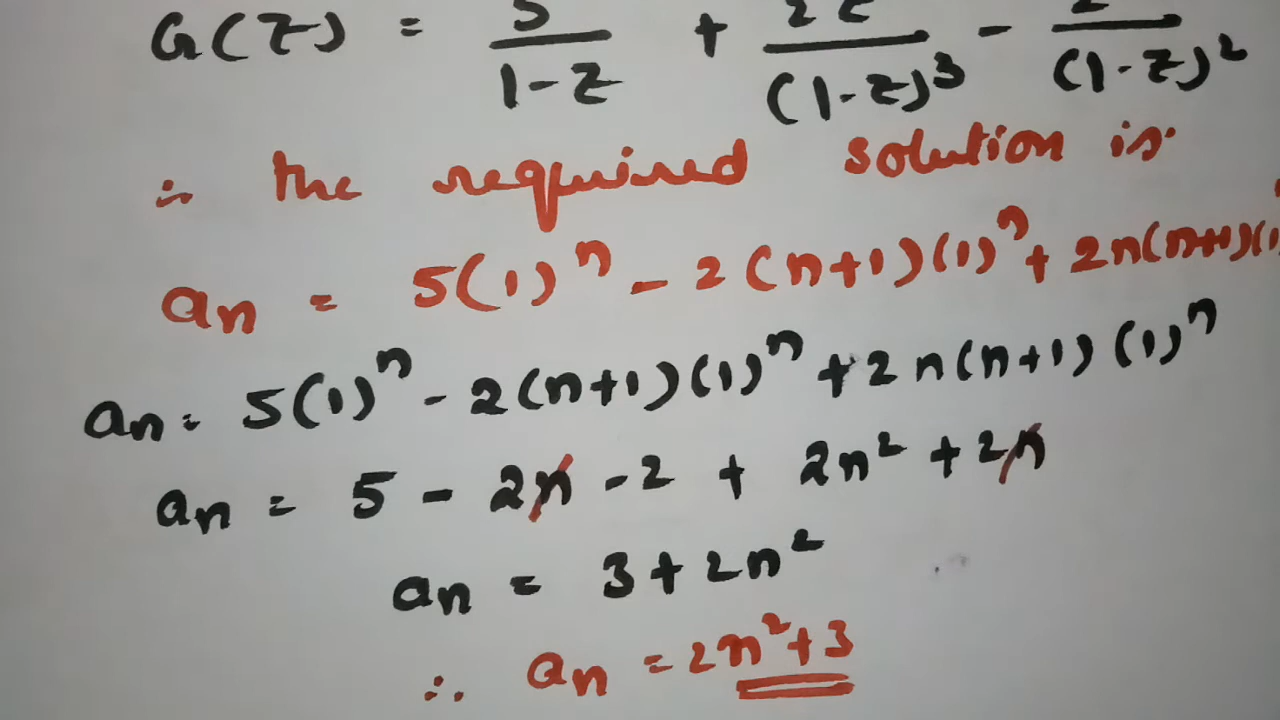 G(z) = 5/(1-z) + 2z/(1-z)³ - 2/(1-z)²
∴ the required solution is
an = 5(1)ⁿ - 2(n+1)(1)ⁿ + 2n(n+1)(1
an = 5(1)ⁿ - 2(n+1)(1)ⁿ + 2n(n+1)(1)ⁿ
an = 5 - 2n - 2 + 2n² + 2n
an = 3 + 2n²
∴ an = 2n² + 3